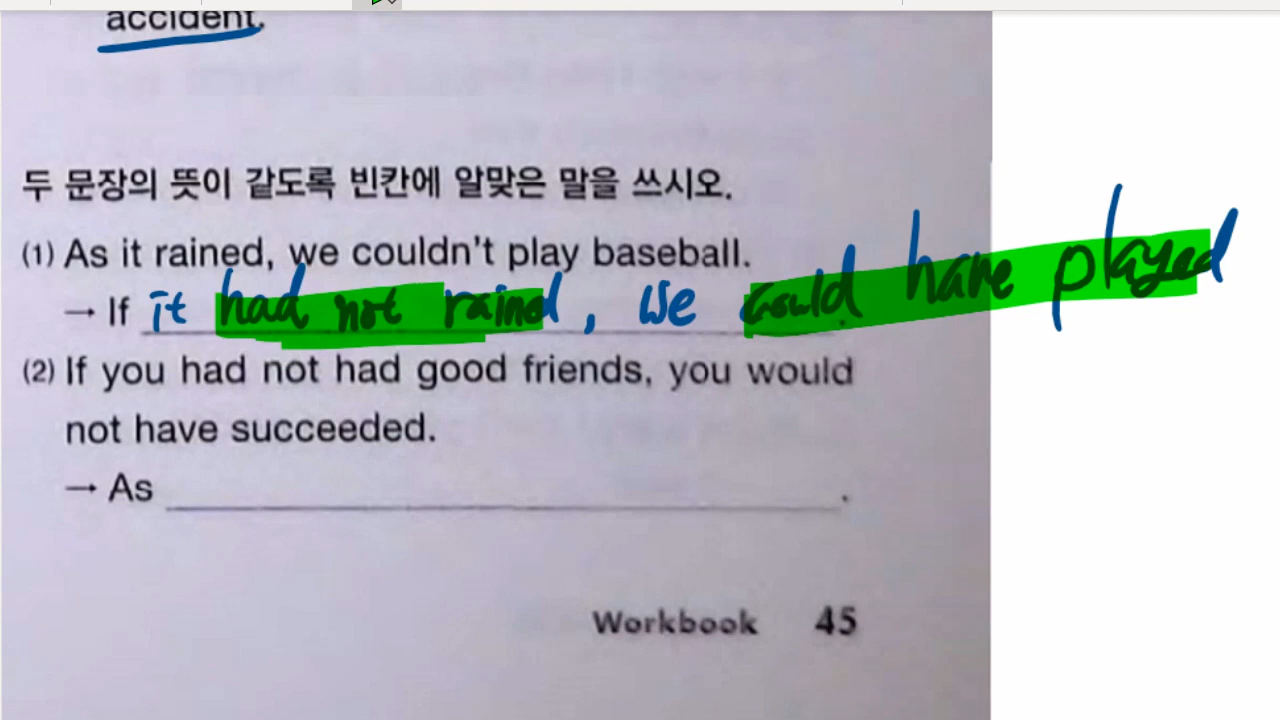 accident.
두 문장의 뜻이 같도록 빈칸에 알맞은 말을 쓰시오.
(1) As it rained, we couldn't play baseball.
→ If it had not rained, we could have played
(2) If you had not had good friends, you would
not have succeeded.
→ As .
Workbook 45